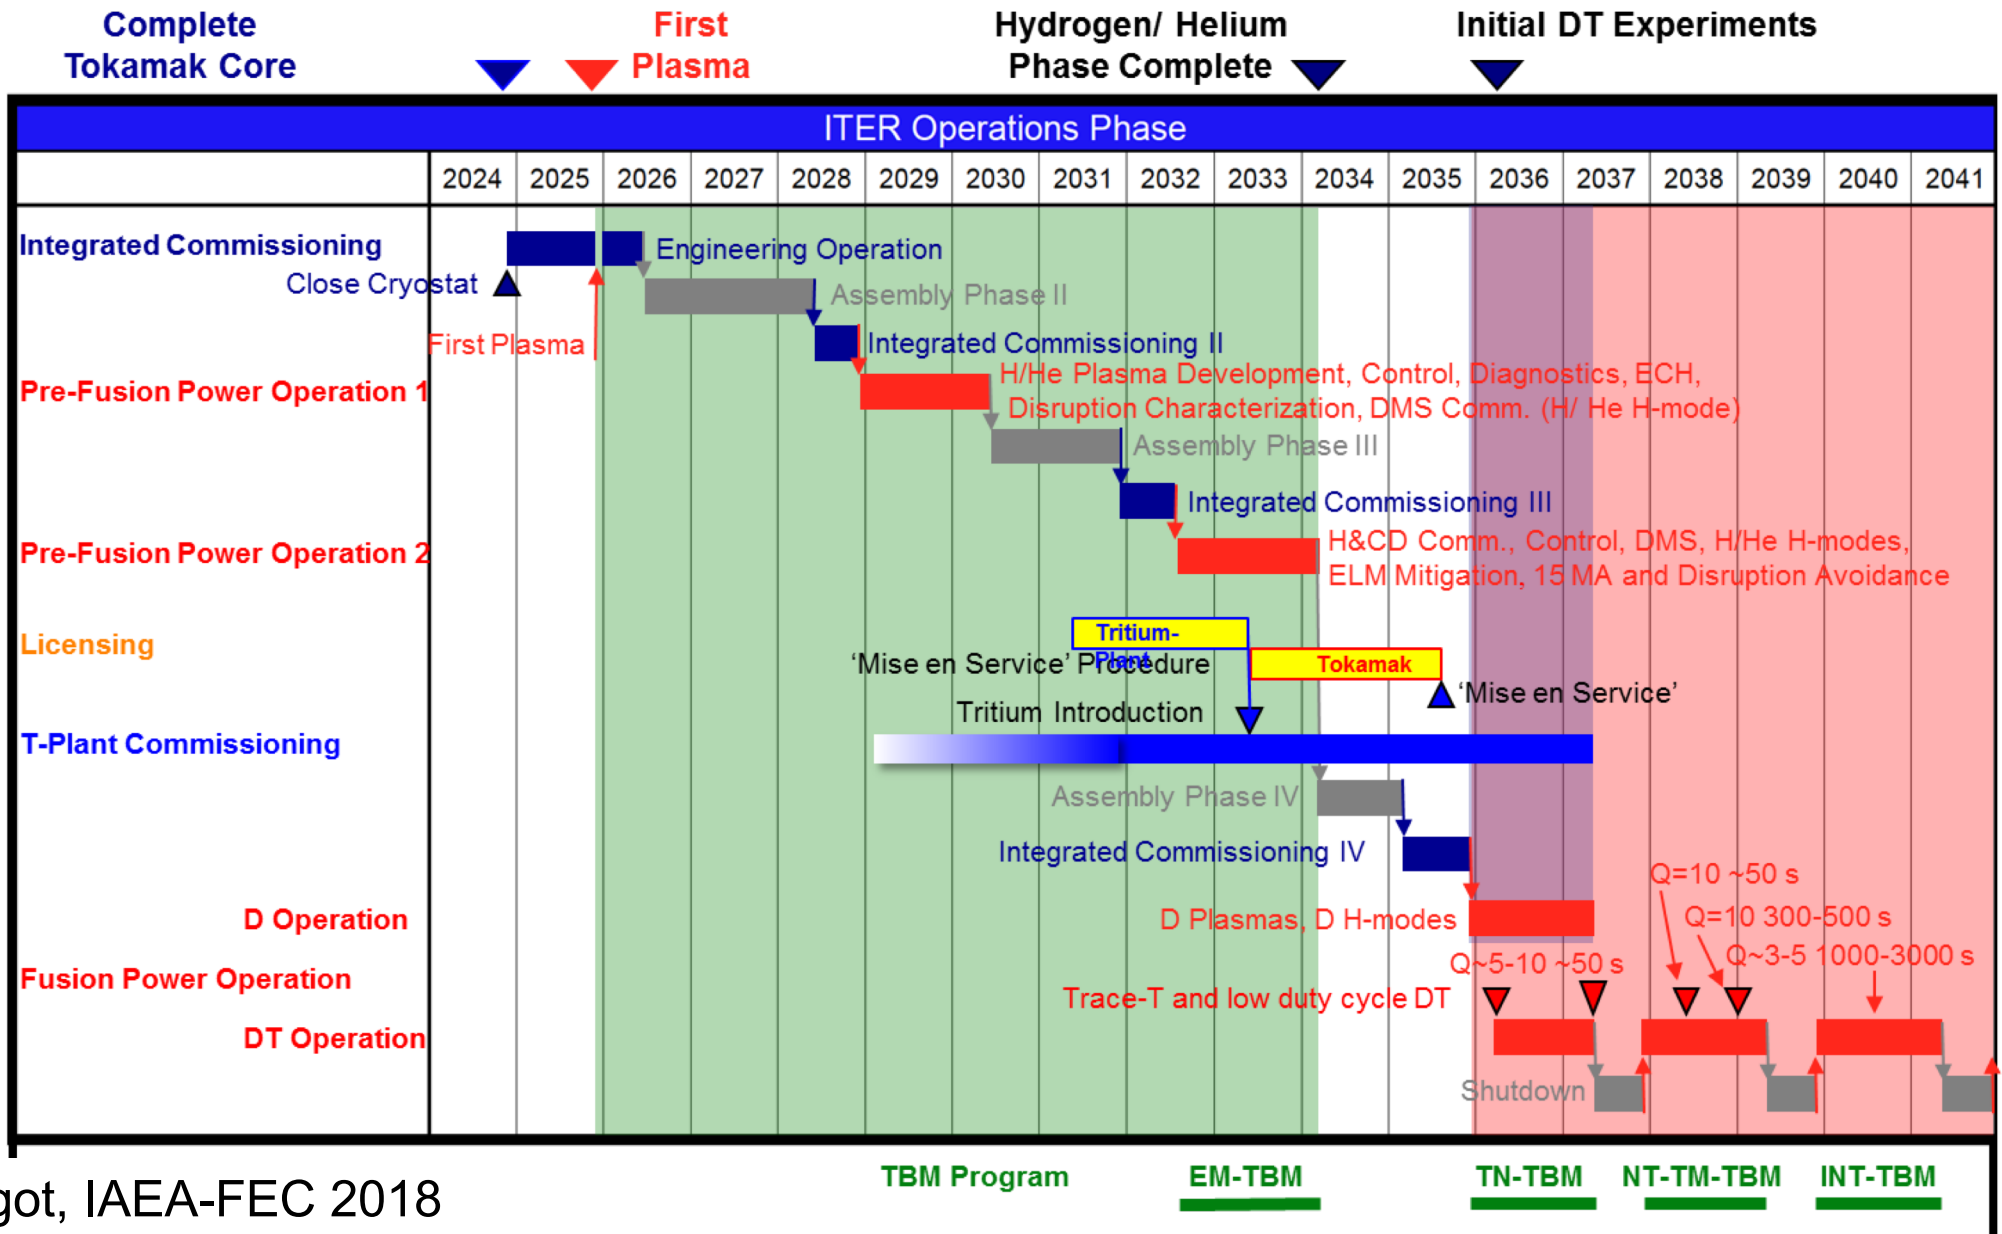 Complete
Tokamak Core
First
Plasma
Hydrogen/ Helium
Phase Complete
Initial DT Experiments
ITER Operations Phase
2024 2025 2026 2027 2028 2029 2030 2031 2032 2033 2034 2035 2036 2037 2038 2039 2040 2041
Integrated Commissioning
Engineering Operation
Close Cryostat
Assembly Phase II
First Plasma
Integrated Commissioning II
Pre-Fusion Power Operation 1
H/He Plasma Development, Control, Diagnostics, ECH,
Disruption Characterization, DMS Comm. (H/ He H-mode)
Assembly Phase III
Integrated Commissioning III
Pre-Fusion Power Operation 2
H&CD Comm., Control, DMS, H/He H-modes,
ELM Mitigation, 15 MA and Disruption Avoidance
Licensing
Tritium-
Plant
‘Mise en Service’ Procedure
Tokamak
‘Mise en Service’
Tritium Introduction
T-Plant Commissioning
Assembly Phase IV
Integrated Commissioning IV
Q=10 ~50 s
D Operation
D Plasmas, D H-modes
Q=10 300-500 s
Q~5-10 ~50 s
Q~3-5 1000-3000 s
Fusion Power Operation
Trace-T and low duty cycle DT
DT Operation
Shutdown
TBM Program
EM-TBM
TN-TBM
NT-TM-TBM
INT-TBM
got, IAEA-FEC 2018